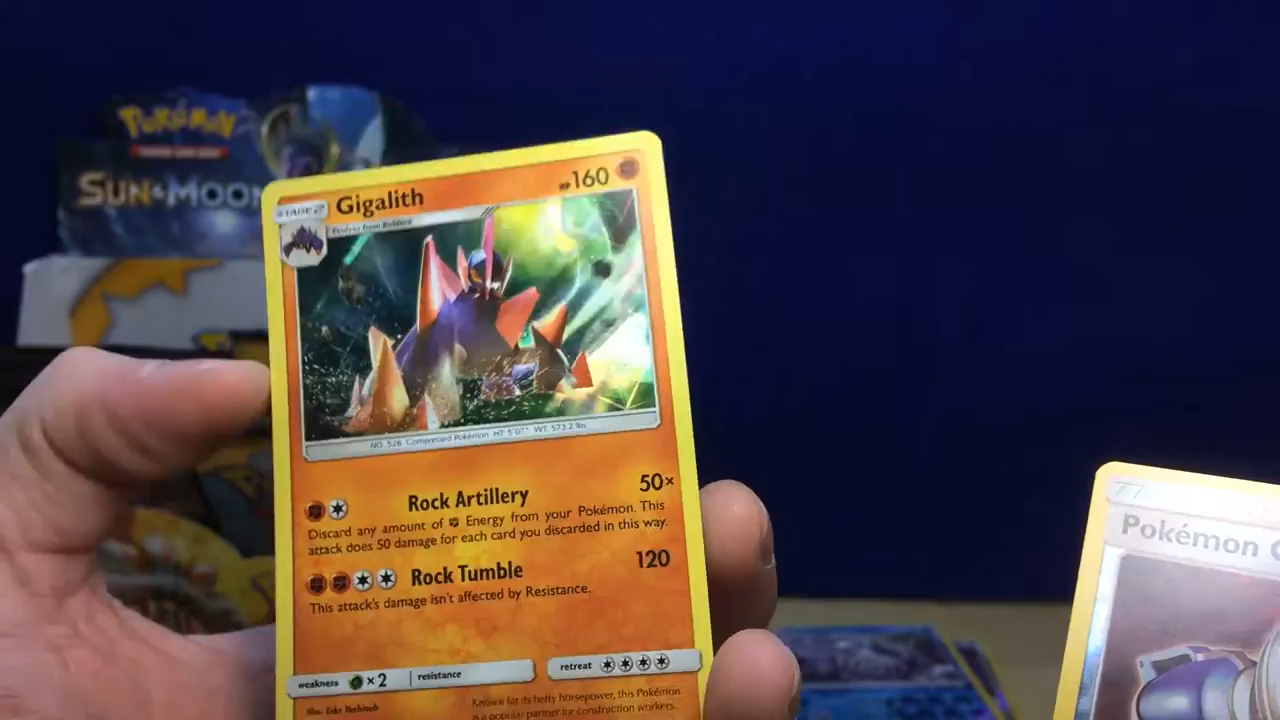 POKÉMON
SUN & MOON
STAGE 2
Gigalith
HP 160
Evolves from Boldore
NO. 526 Compressed Pokémon HT: 5'07" WT: 573.2 lbs
Rock Artillery 50×
Discard any amount of Energy from your Pokémon. This
attack does 50 damage for each card you discarded in this way.
Rock Tumble 120
This attack's damage isn't affected by Resistance.
weakness ×2 resistance
retreat
Known for its hefty horsepower, this Pokémon
is a popular partner for construction workers.
Pokémon